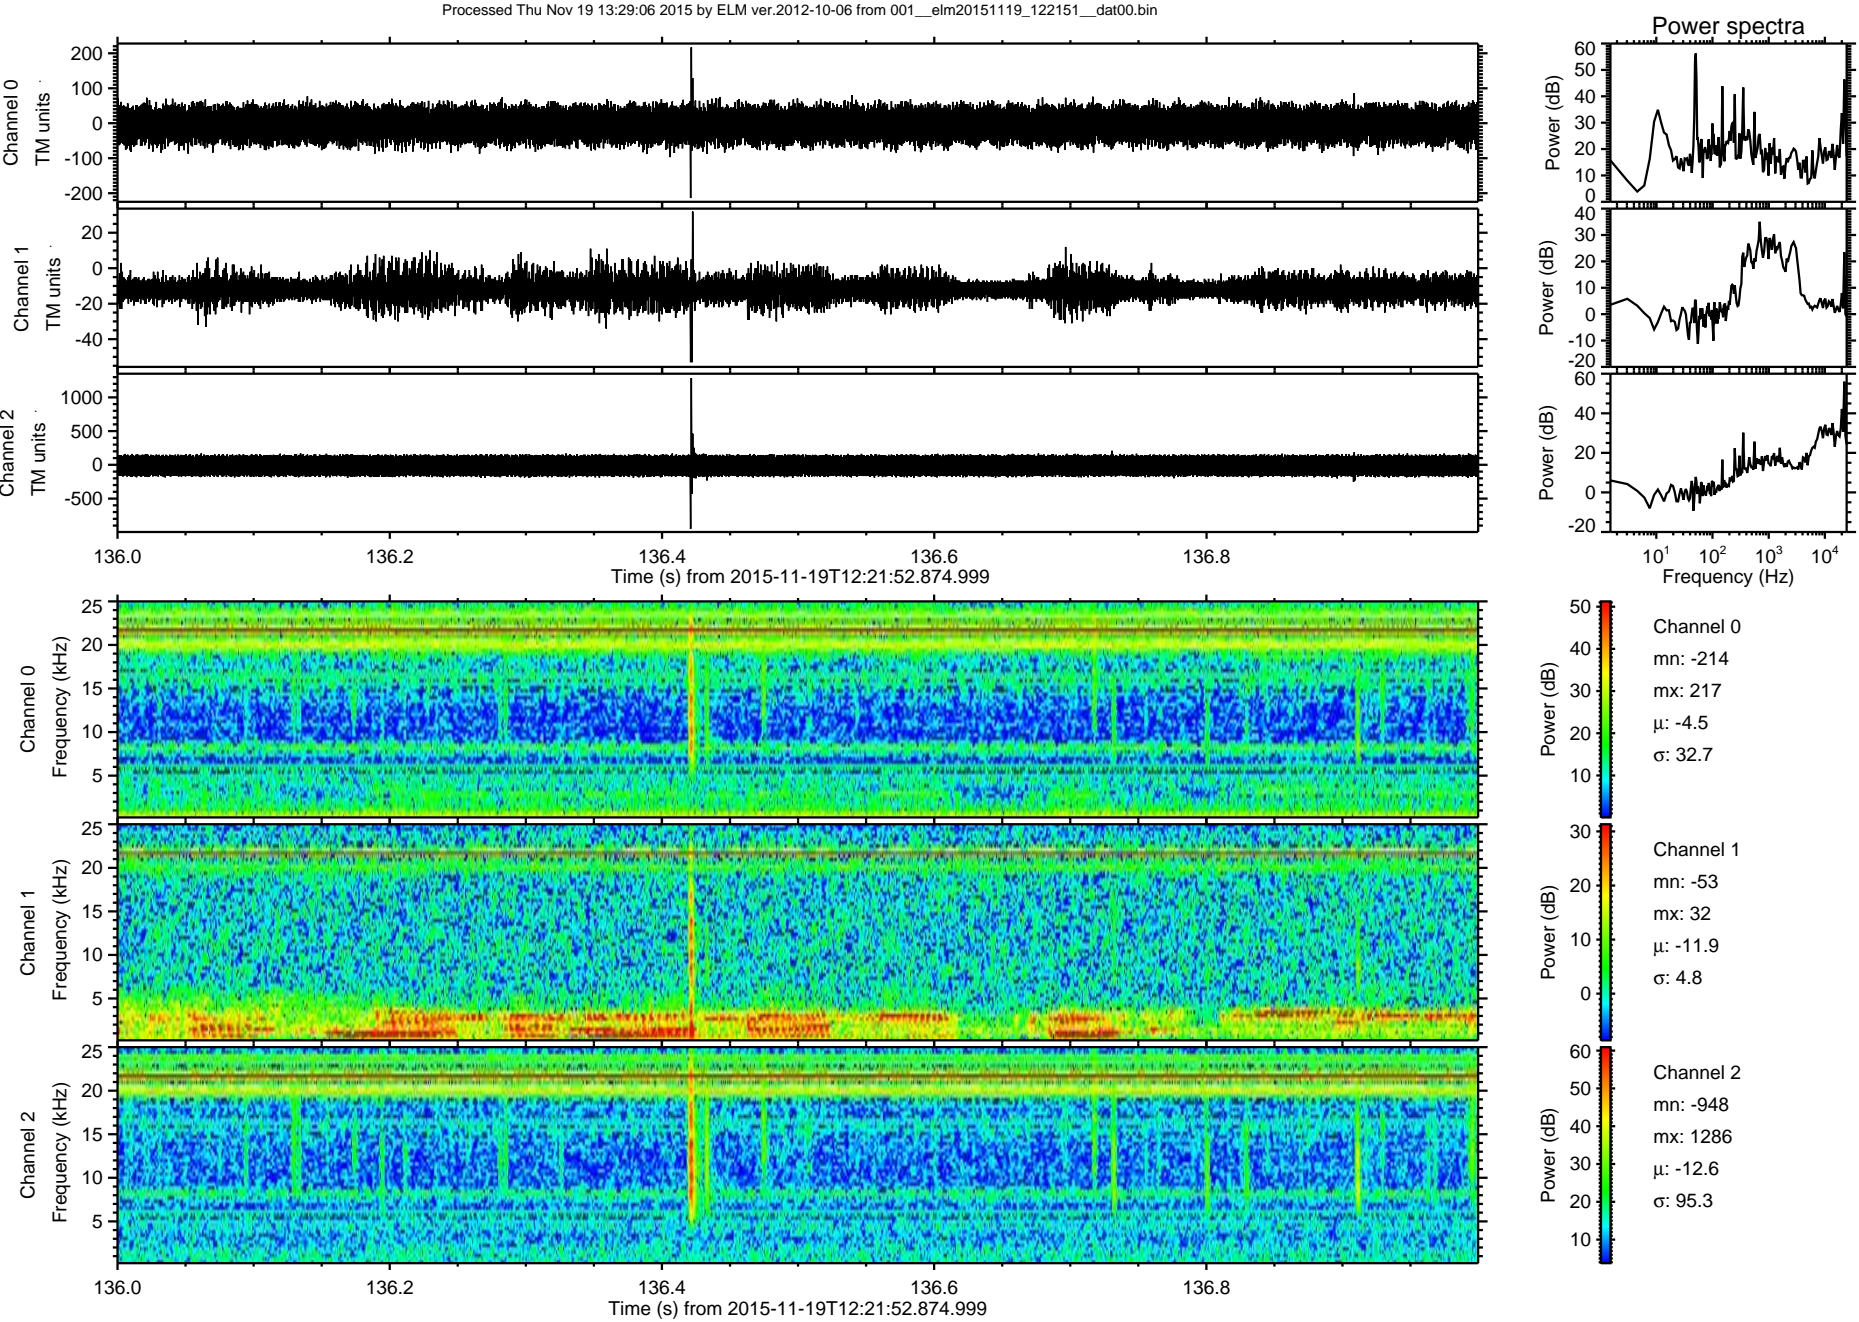 Processed Thu Nov 19 13:29:06 2015 by ELM ver.2012-10-06 from 001__elm20151119_122151__dat00.bin
Power spectra
Channel 0
TM units
200
100
0
-100
-200
Power (dB)
60
50
40
30
20
10
0
Channel 1
TM units
20
0
-20
-40
Power (dB)
40
30
20
10
0
-10
-20
Channel 2
TM units
1000
500
0
-500
Power (dB)
60
40
20
0
-20
136.0 136.2 136.4 136.6 136.8
Time (s) from 2015-11-19T12:21:52.874.999
10^1 10^2 10^3 10^4
Frequency (Hz)
Channel 0
Frequency (kHz)
25
20
15
10
5
Power (dB)
50
40
30
20
10
Channel 0
mn: -214
mx: 217
μ: -4.5
σ: 32.7
Channel 1
Frequency (kHz)
25
20
15
10
5
Power (dB)
30
20
10
0
Channel 1
mn: -53
mx: 32
μ: -11.9
σ: 4.8
Channel 2
Frequency (kHz)
25
20
15
10
5
Power (dB)
60
50
40
30
20
10
Channel 2
mn: -948
mx: 1286
μ: -12.6
σ: 95.3
136.0 136.2 136.4 136.6 136.8
Time (s) from 2015-11-19T12:21:52.874.999